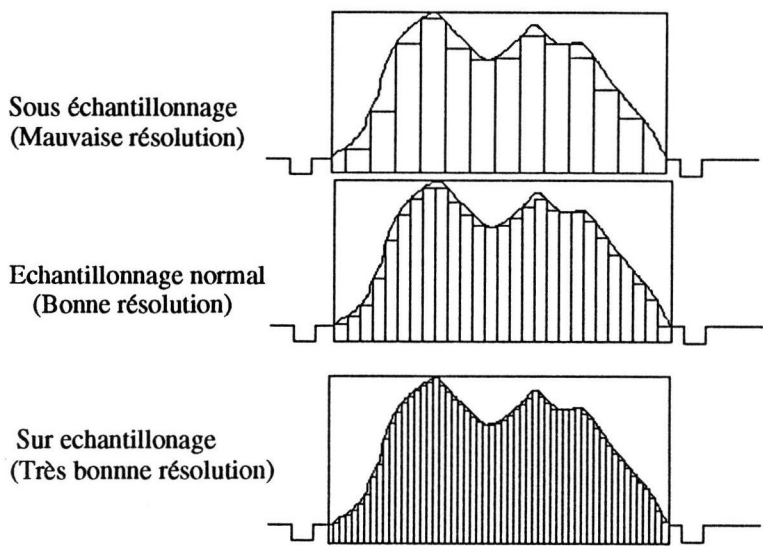 Sous échantillonnage
(Mauvaise résolution)
Echantillonnage normal
(Bonne résolution)
Sur echantillonage
(Très bonnne résolution)